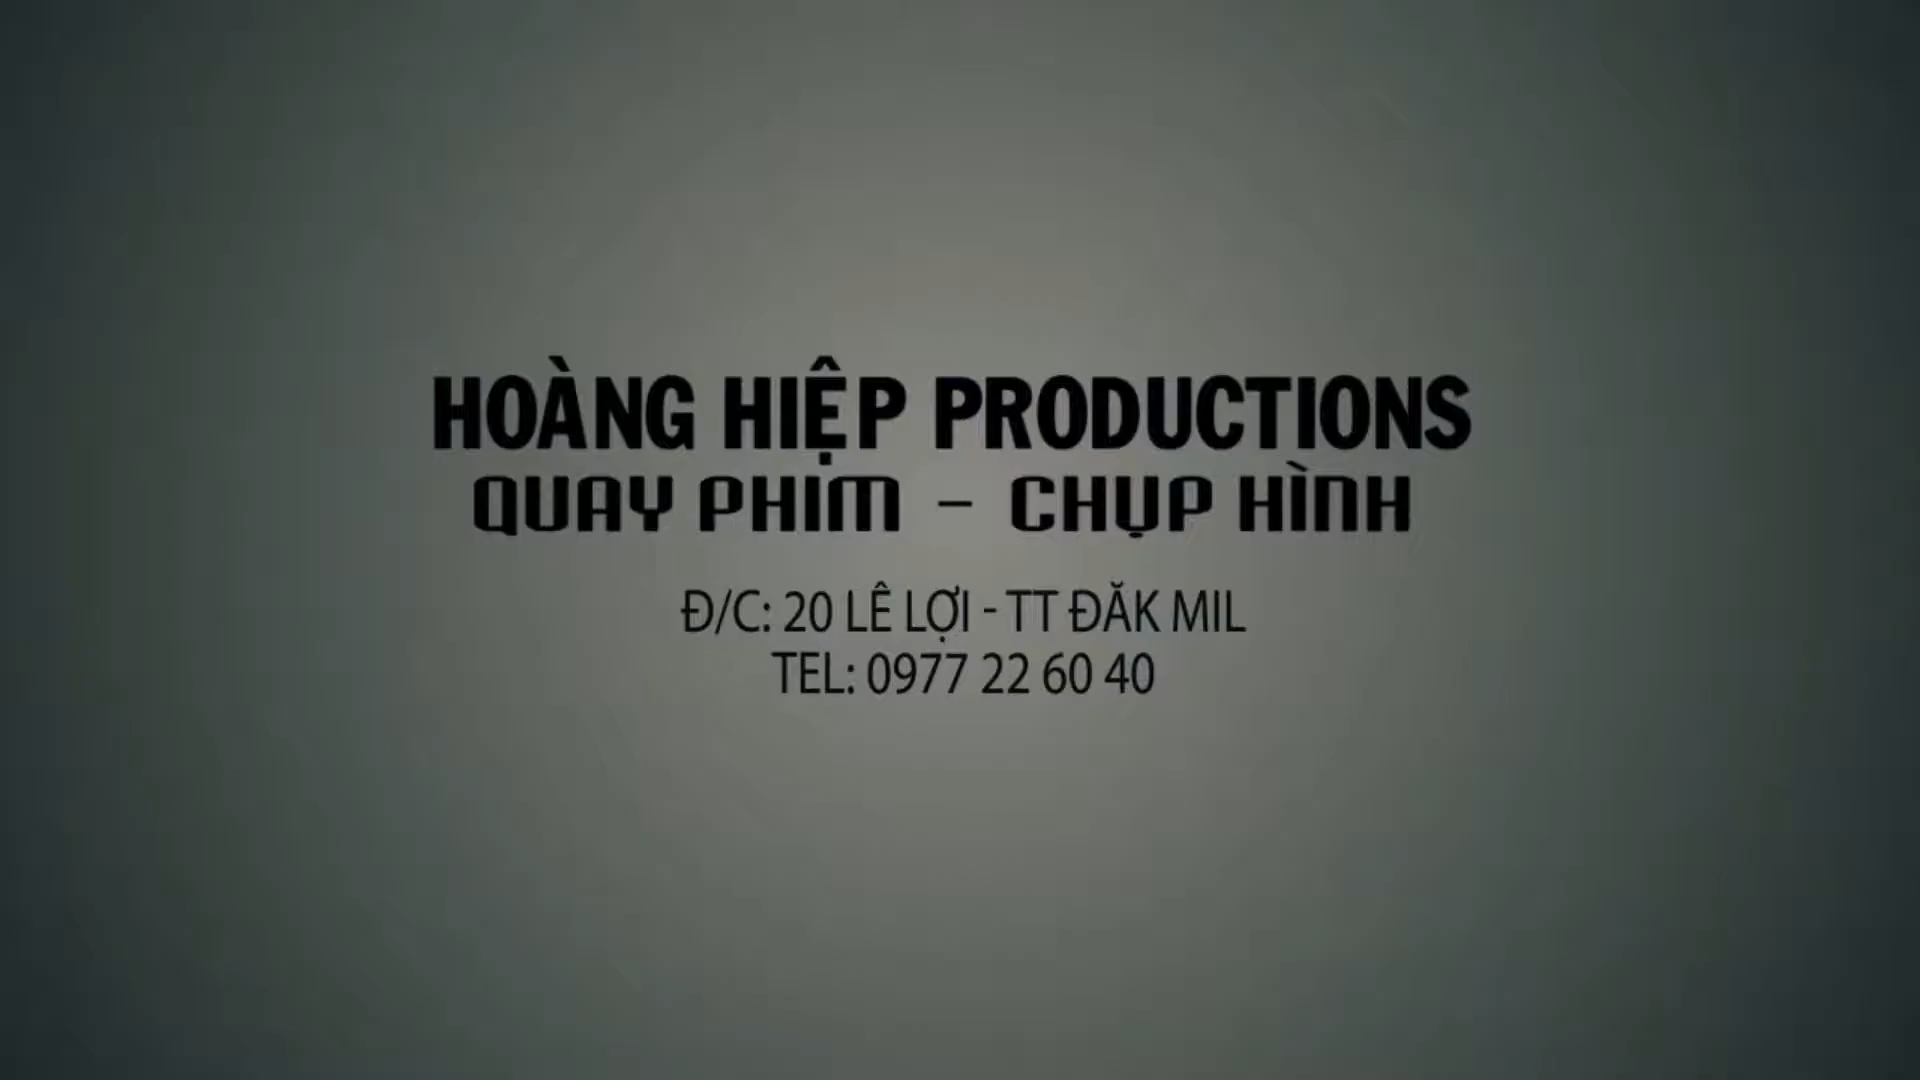 HOÀNG HIỆP PRODUCTIONS
QUAY PHIM - CHỤP HÌNH
Đ/C: 20 LÊ LỢI - TT ĐĂK MIL
TEL: 0977 22 60 40